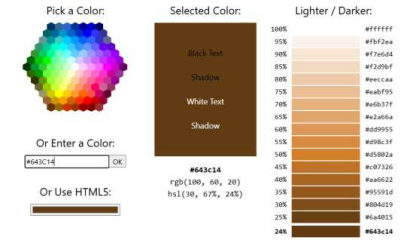 Pick a Color:
Or Enter a Color:
#643C14
OK
Or Use HTML5:
Selected Color:
Black Text
Shadow
White Text
Shadow
#643c14
rgb(100, 60, 20)
hsl(30, 67%, 24%)
Lighter / Darker:
100% #ffffff
95% #fbf2ea
90% #f7e6d4
85% #f2d9bf
80% #eeccaa
75% #eabf95
70% #e6b37f
65% #e2a66a
60% #dd9955
55% #d98c3f
50% #d5802a
45% #c07326
40% #aa6622
35% #95591d
30% #804d19
25% #6a4015
24% #643c14